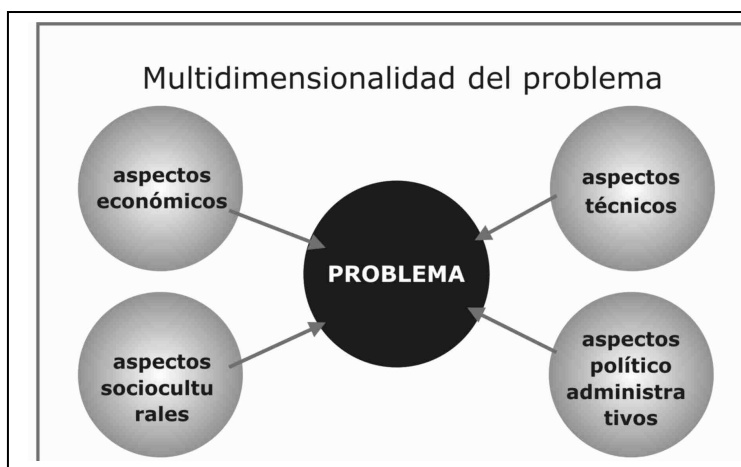 Multidimensionalidad del problema
aspectos
económicos
aspectos
técnicos
PROBLEMA
aspectos
sociocultu
rales
aspectos
político
administra
tivos